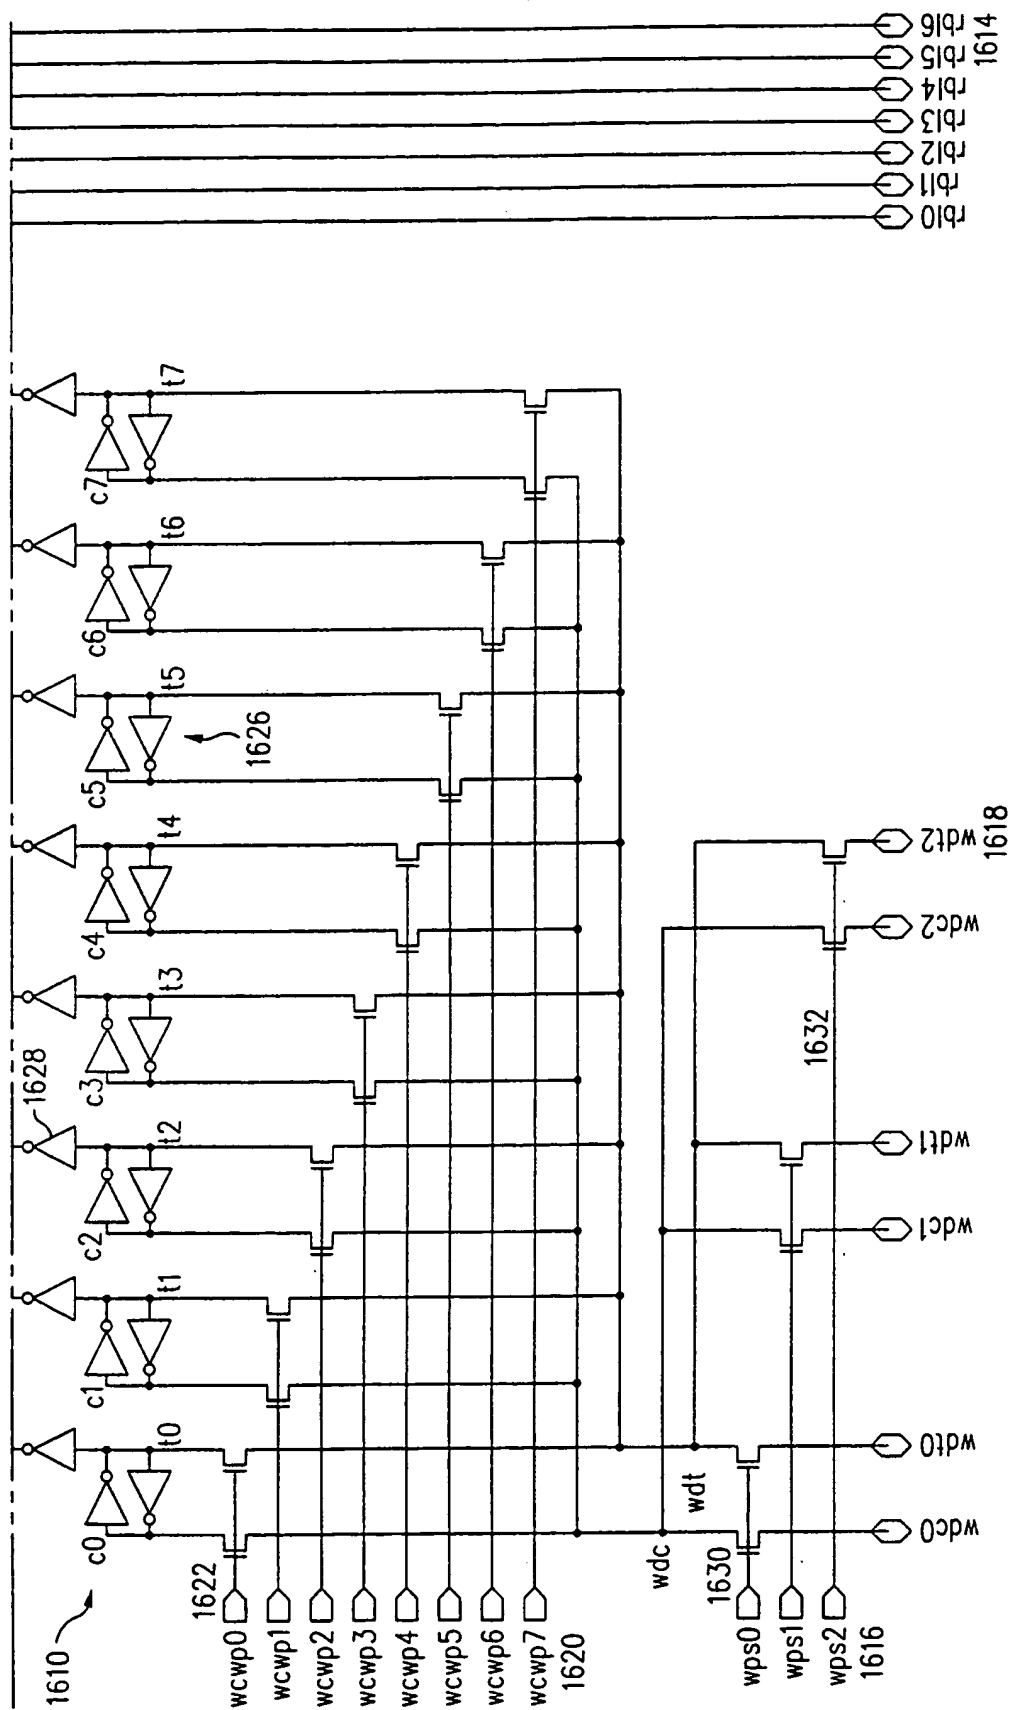 1610
c0
t0
c1
t1
c2
t2
1628
c3
t3
c4
t4
c5
t5
1626
c6
t6
c7
t7
1622
wcwp0
wcwp1
wcwp2
wcwp3
wcwp4
wcwp5
wcwp6
wcwp7
1620
wdc
wdt
1630
wps0
wps1
wps2
1616
1632
wdc0
wdt0
wdc1
wdt1
wdc2
wdt2
1618
rbl0
rbl1
rbl2
rbl3
rbl4
rbl5
rbl6
1614